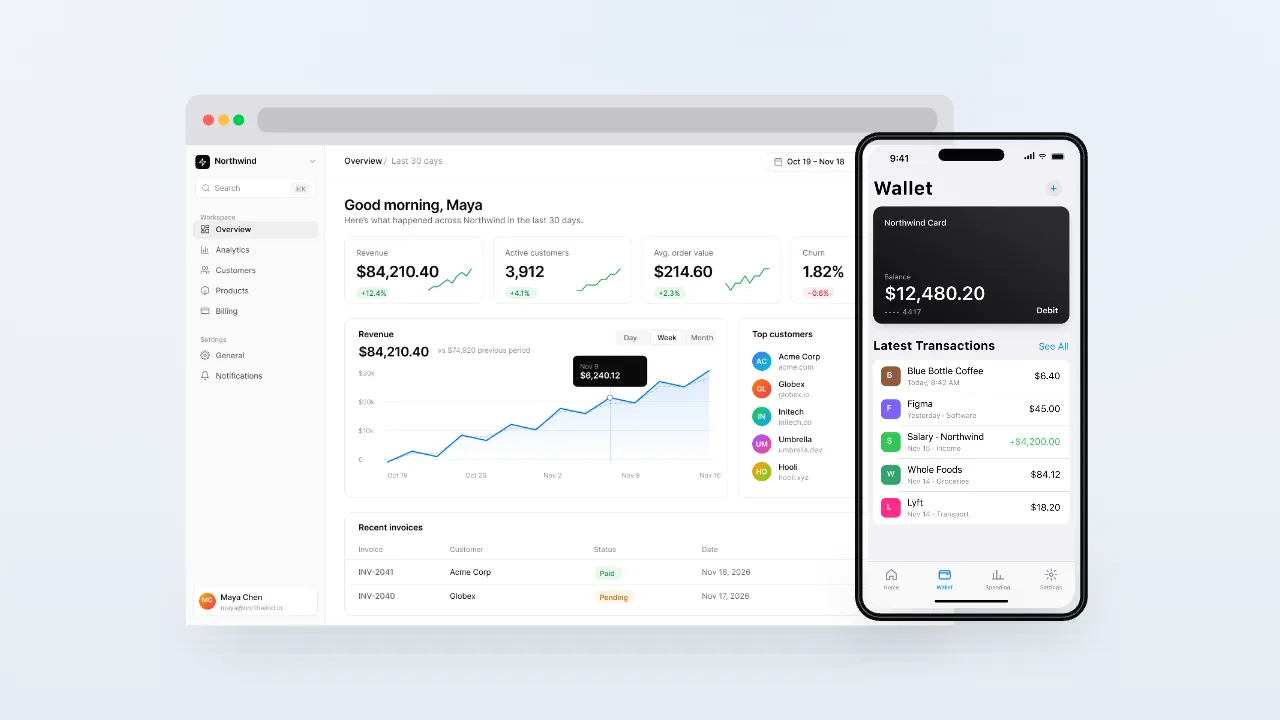 Northwind
Search
⌘K
Workspace
Overview
Analytics
Customers
Products
Billing
Settings
General
Notifications
MC
Maya Chen
maya@northwind.io
Overview / Last 30 days
Oct 19 – Nov 18
Good morning, Maya
Here's what happened across Northwind in the last 30 days.
Revenue
$84,210.40
+12.4%
Active customers
3,912
+4.1%
Avg. order value
$214.60
+2.3%
Churn
1.82%
−0.6%
Revenue
$84,210.40 vs $74,920 previous period
Day Week Month
Nov 9
$6,240.12
$30k
$20k
$10k
0
Oct 19 Oct 26 Nov 2 Nov 9 Nov 16
Top customers
AC
Acme Corp
acme.com
GL
Globex
globex.io
IN
Initech
initech.co
UM
Umbrella
umbrella.dev
HO
Hooli
hooli.xyz
Recent invoices
Invoice Customer Status Date
INV-2041 Acme Corp Paid Nov 18, 2026
INV-2040 Globex Pending Nov 17, 2026
9:41
Wallet
+
Northwind Card
Balance
$12,480.20
•••• 4417
Debit
Latest Transactions
See All
B
Blue Bottle Coffee
Today, 8:42 AM
$6.40
F
Figma
Yesterday · Software
$45.00
S
Salary · Northwind
Nov 15 · Income
+$4,200.00
W
Whole Foods
Nov 14 · Groceries
$84.12
L
Lyft
Nov 14 · Transport
$18.20
Home Wallet Spending Settings